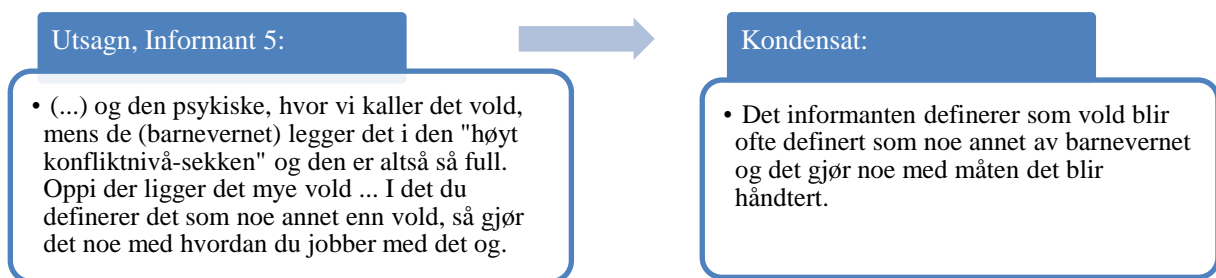 Utsagn, Informant 5:
• (...) og den psykiske, hvor vi kaller det vold,
mens de (barnevernet) legger det i den "høyt
konfliktnivå-sekken" og den er altså så full.
Oppi der ligger det mye vold ... I det du
definerer det som noe annet enn vold, så gjør
det noe med hvordan du jobber med det og.
Kondensat:
• Det informanten definerer som vold blir
ofte definert som noe annet av barnevernet
og det gjør noe med måten det blir
håndtert.